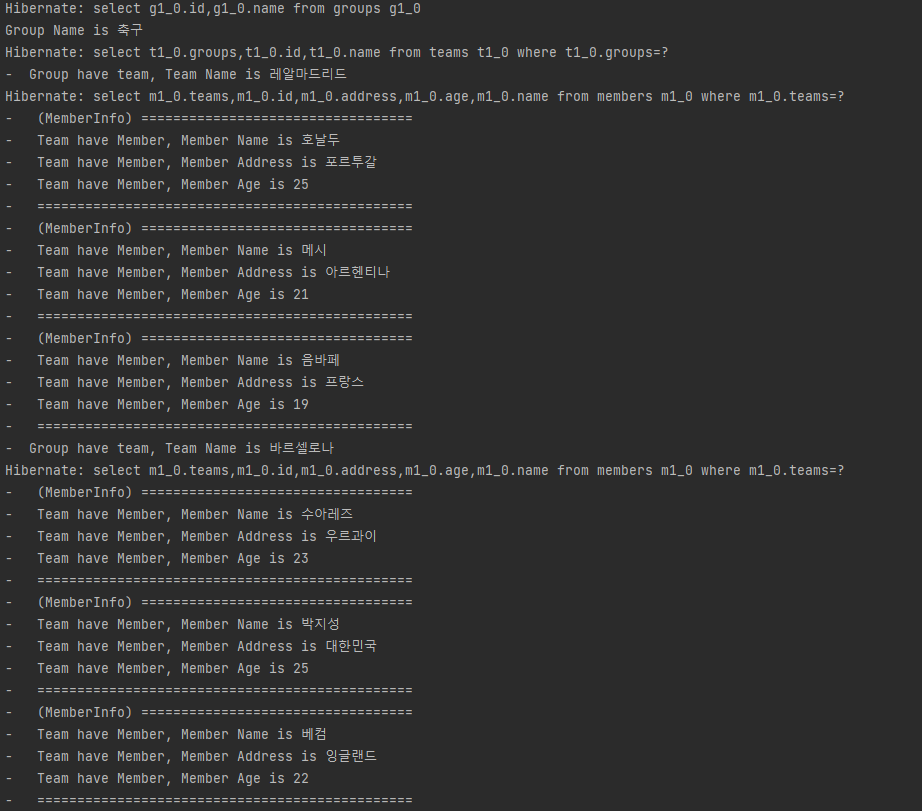 Hibernate: select g1_0.id,g1_0.name from groups g1_0
Group Name is 축구
Hibernate: select t1_0.groups,t1_0.id,t1_0.name from teams t1_0 where t1_0.groups=?
-  Group have team, Team Name is 레알마드리드
Hibernate: select m1_0.teams,m1_0.id,m1_0.address,m1_0.age,m1_0.name from members m1_0 where m1_0.teams=?
-   (MemberInfo) ==================================
-   Team have Member, Member Name is 호날두
-   Team have Member, Member Address is 포르투갈
-   Team have Member, Member Age is 25
-   ===============================================
-   (MemberInfo) ==================================
-   Team have Member, Member Name is 메시
-   Team have Member, Member Address is 아르헨티나
-   Team have Member, Member Age is 21
-   ===============================================
-   (MemberInfo) ==================================
-   Team have Member, Member Name is 음바페
-   Team have Member, Member Address is 프랑스
-   Team have Member, Member Age is 19
-   ===============================================
-  Group have team, Team Name is 바르셀로나
Hibernate: select m1_0.teams,m1_0.id,m1_0.address,m1_0.age,m1_0.name from members m1_0 where m1_0.teams=?
-   (MemberInfo) ==================================
-   Team have Member, Member Name is 수아레즈
-   Team have Member, Member Address is 우르과이
-   Team have Member, Member Age is 23
-   ===============================================
-   (MemberInfo) ==================================
-   Team have Member, Member Name is 박지성
-   Team have Member, Member Address is 대한민국
-   Team have Member, Member Age is 25
-   ===============================================
-   (MemberInfo) ==================================
-   Team have Member, Member Name is 베컴
-   Team have Member, Member Address is 잉글랜드
-   Team have Member, Member Age is 22
-   ===============================================